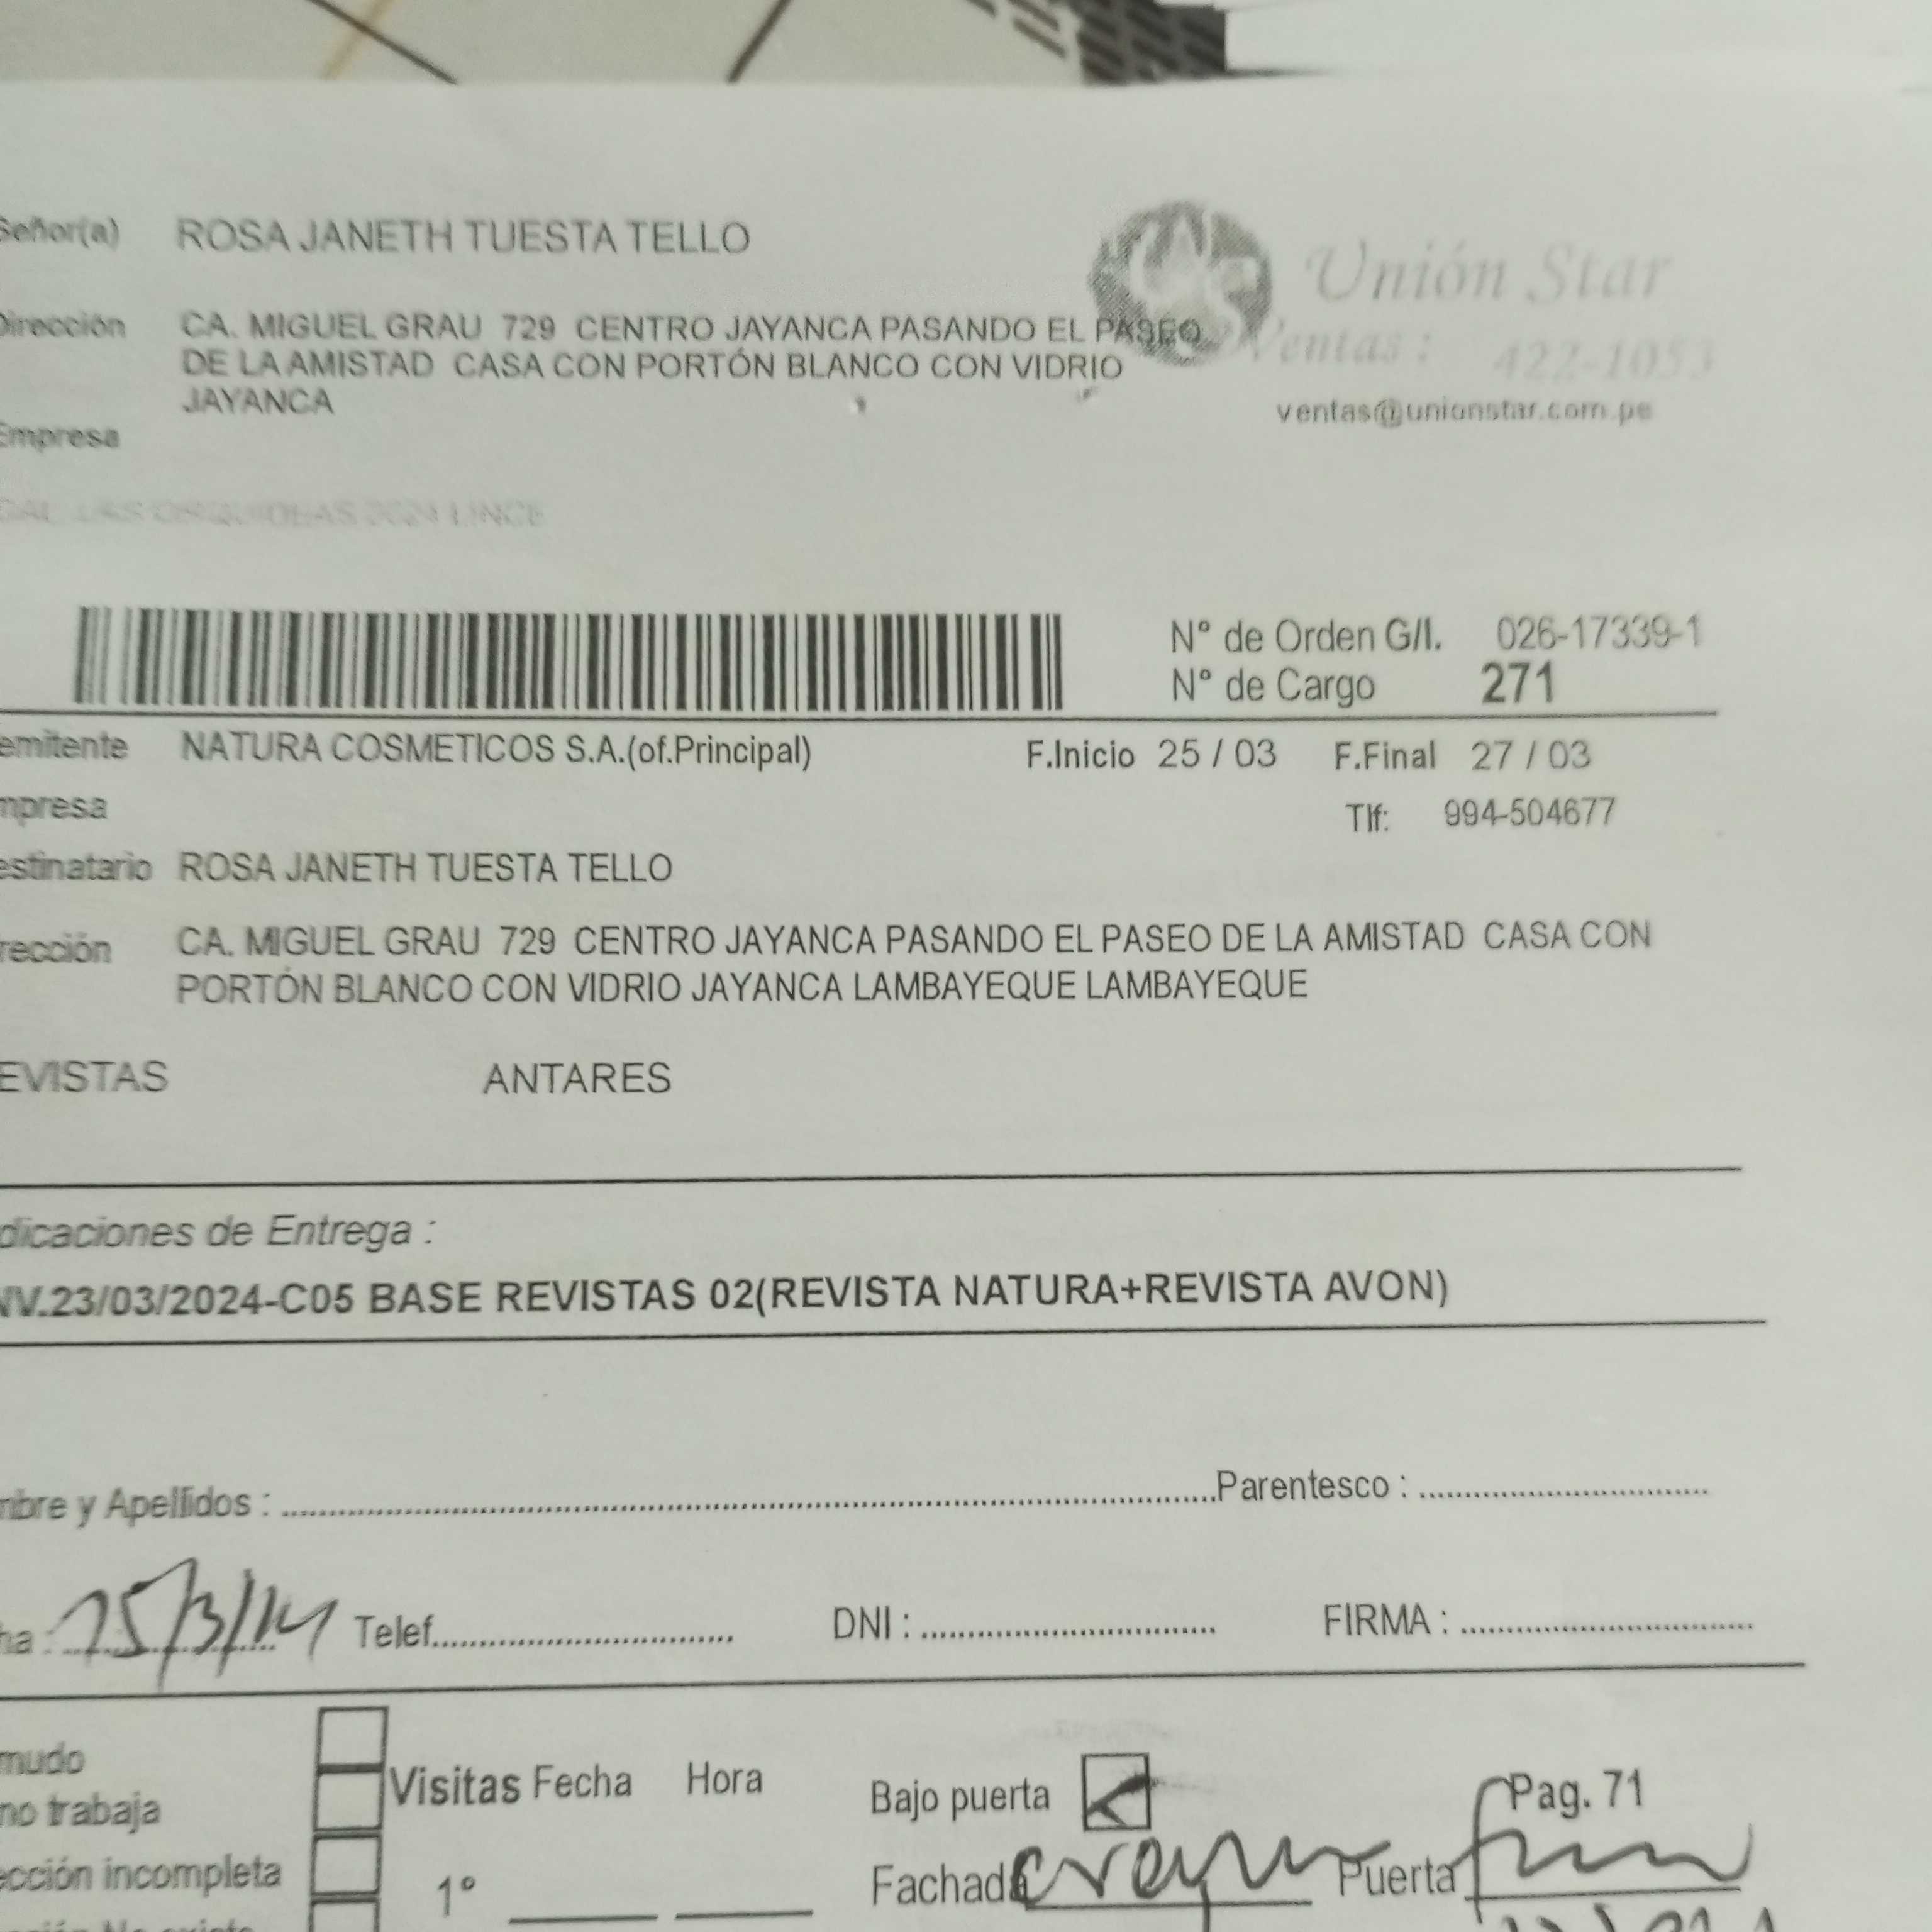 Señor(a) ROSA JANETH TUESTA TELLO
Unión Star
Dirección CA. MIGUEL GRAU 729 CENTRO JAYANCA PASANDO EL PASEO
Ventas: 422-1053
DE LA AMISTAD CASA CON PORTÓN BLANCO CON VIDRIO
JAYANCA
ventas@unionstar.com.pe
Empresa
LINCE
N° de Orden G/I. 026-17339-1
N° de Cargo 271
emitente NATURA COSMETICOS S.A.(of.Principal) F.Inicio 25 / 03 F.Final 27 / 03
mpresa Tlf: 994-504677
estinatario ROSA JANETH TUESTA TELLO
rección CA. MIGUEL GRAU 729 CENTRO JAYANCA PASANDO EL PASEO DE LA AMISTAD CASA CON
PORTÓN BLANCO CON VIDRIO JAYANCA LAMBAYEQUE LAMBAYEQUE
EVISTAS ANTARES
dicaciones de Entrega :
NV.23/03/2024-C05 BASE REVISTAS 02(REVISTA NATURA+REVISTA AVON)
mbre y Apellidos : Parentesco :
ha : Telef. DNI : FIRMA :
mudo
Visitas Fecha Hora Bajo puerta Pag. 71
no trabaja
ección incompleta 1° Fachada Puerta